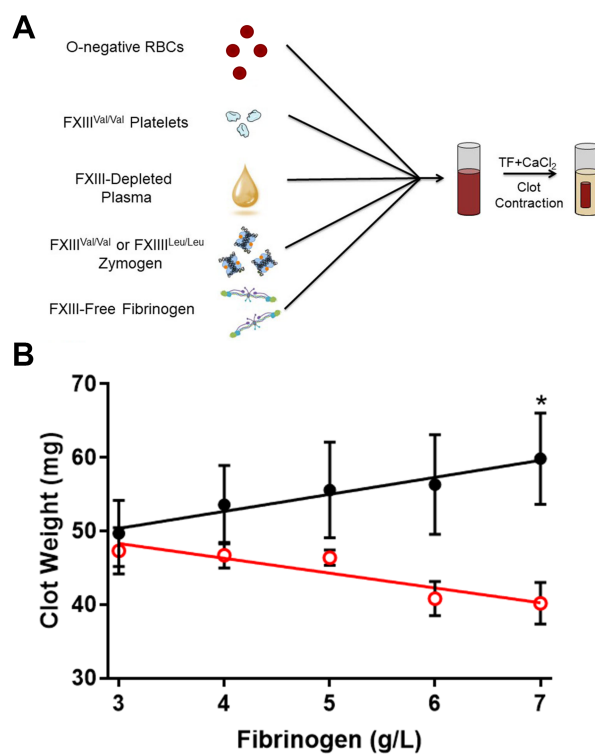 A
O-negative RBCs
FXIII^Val/Val Platelets
FXIII-Depleted
Plasma
FXIII^Val/Val or FXIIII^Leu/Leu
Zymogen
FXIII-Free Fibrinogen
TF+CaCl₂
Clot
Contraction
B
Clot Weight (mg)
70
60
50
40
30
*
3 4 5 6 7
Fibrinogen (g/L)